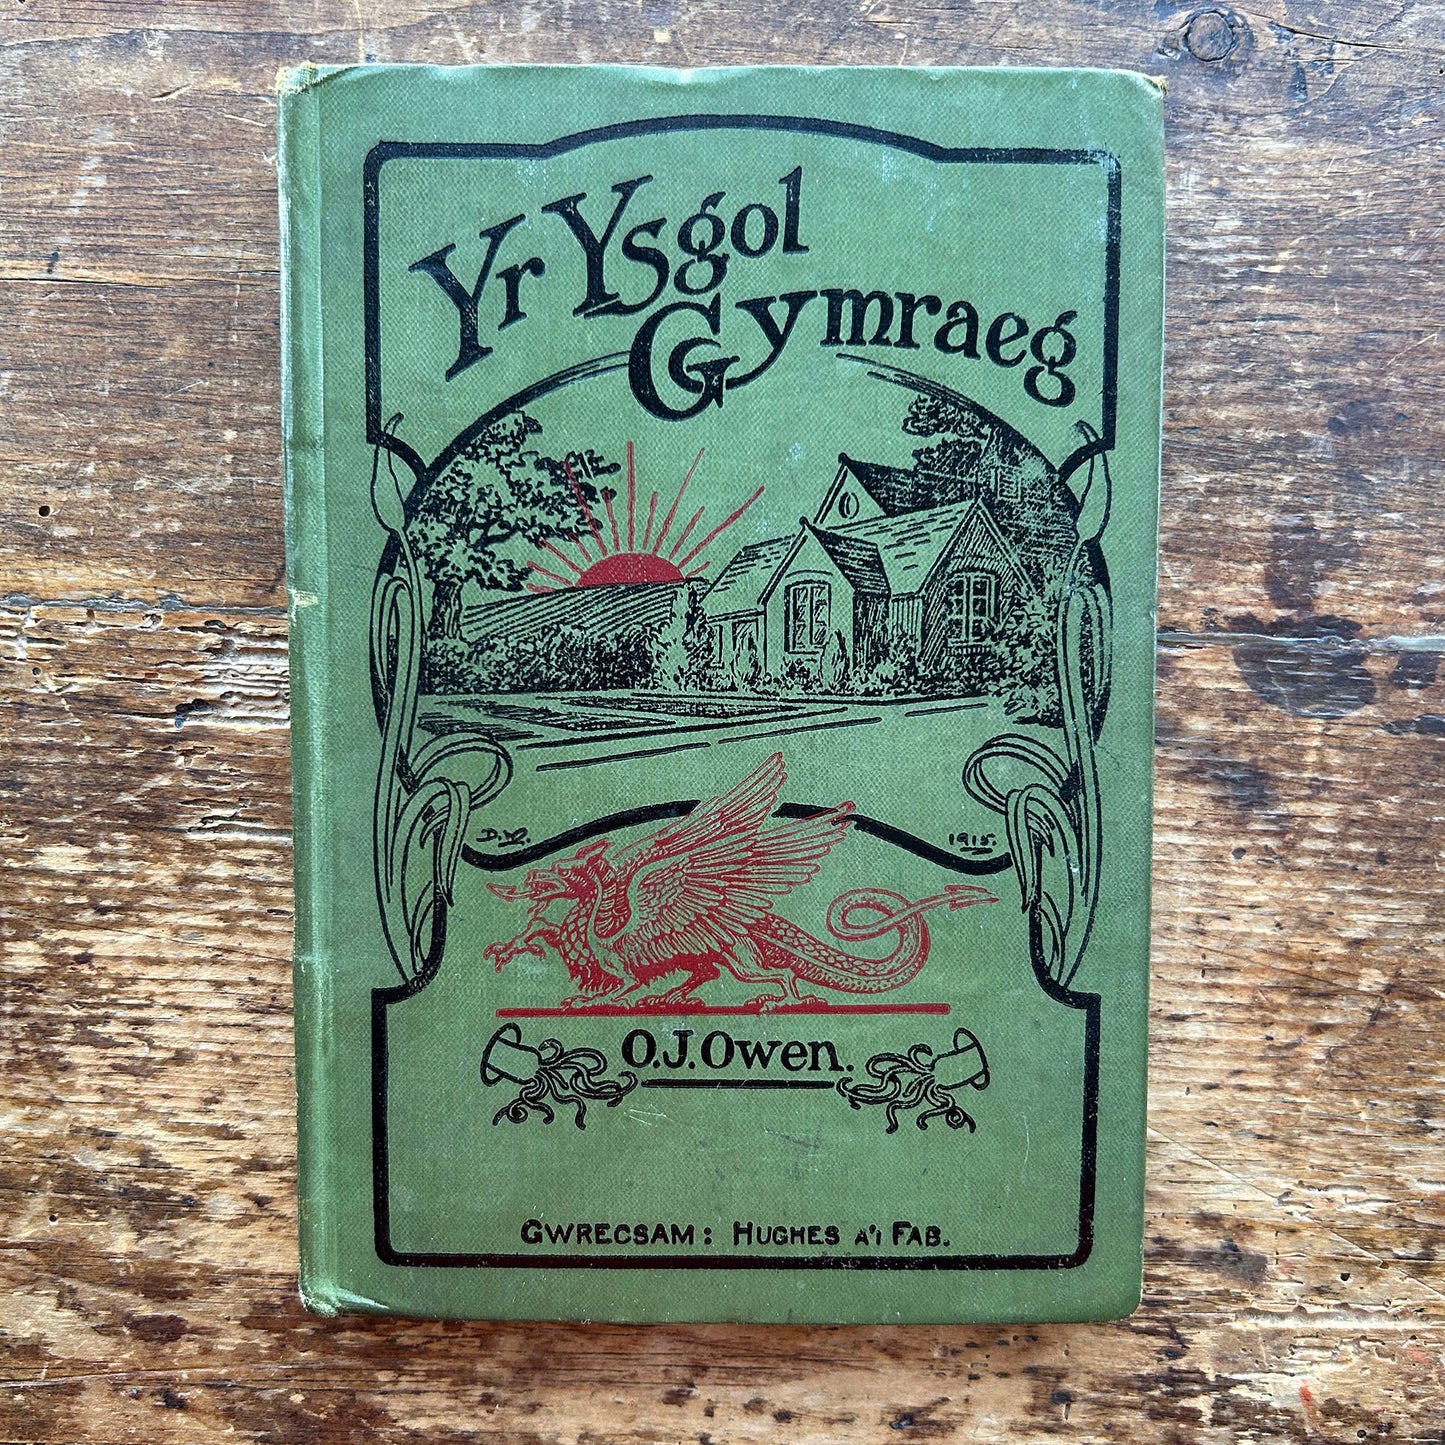 Yr Ysgol
Gymraeg
1915.
O.J.Owen.
GWRECSAM: HUGHES A'I FAB.